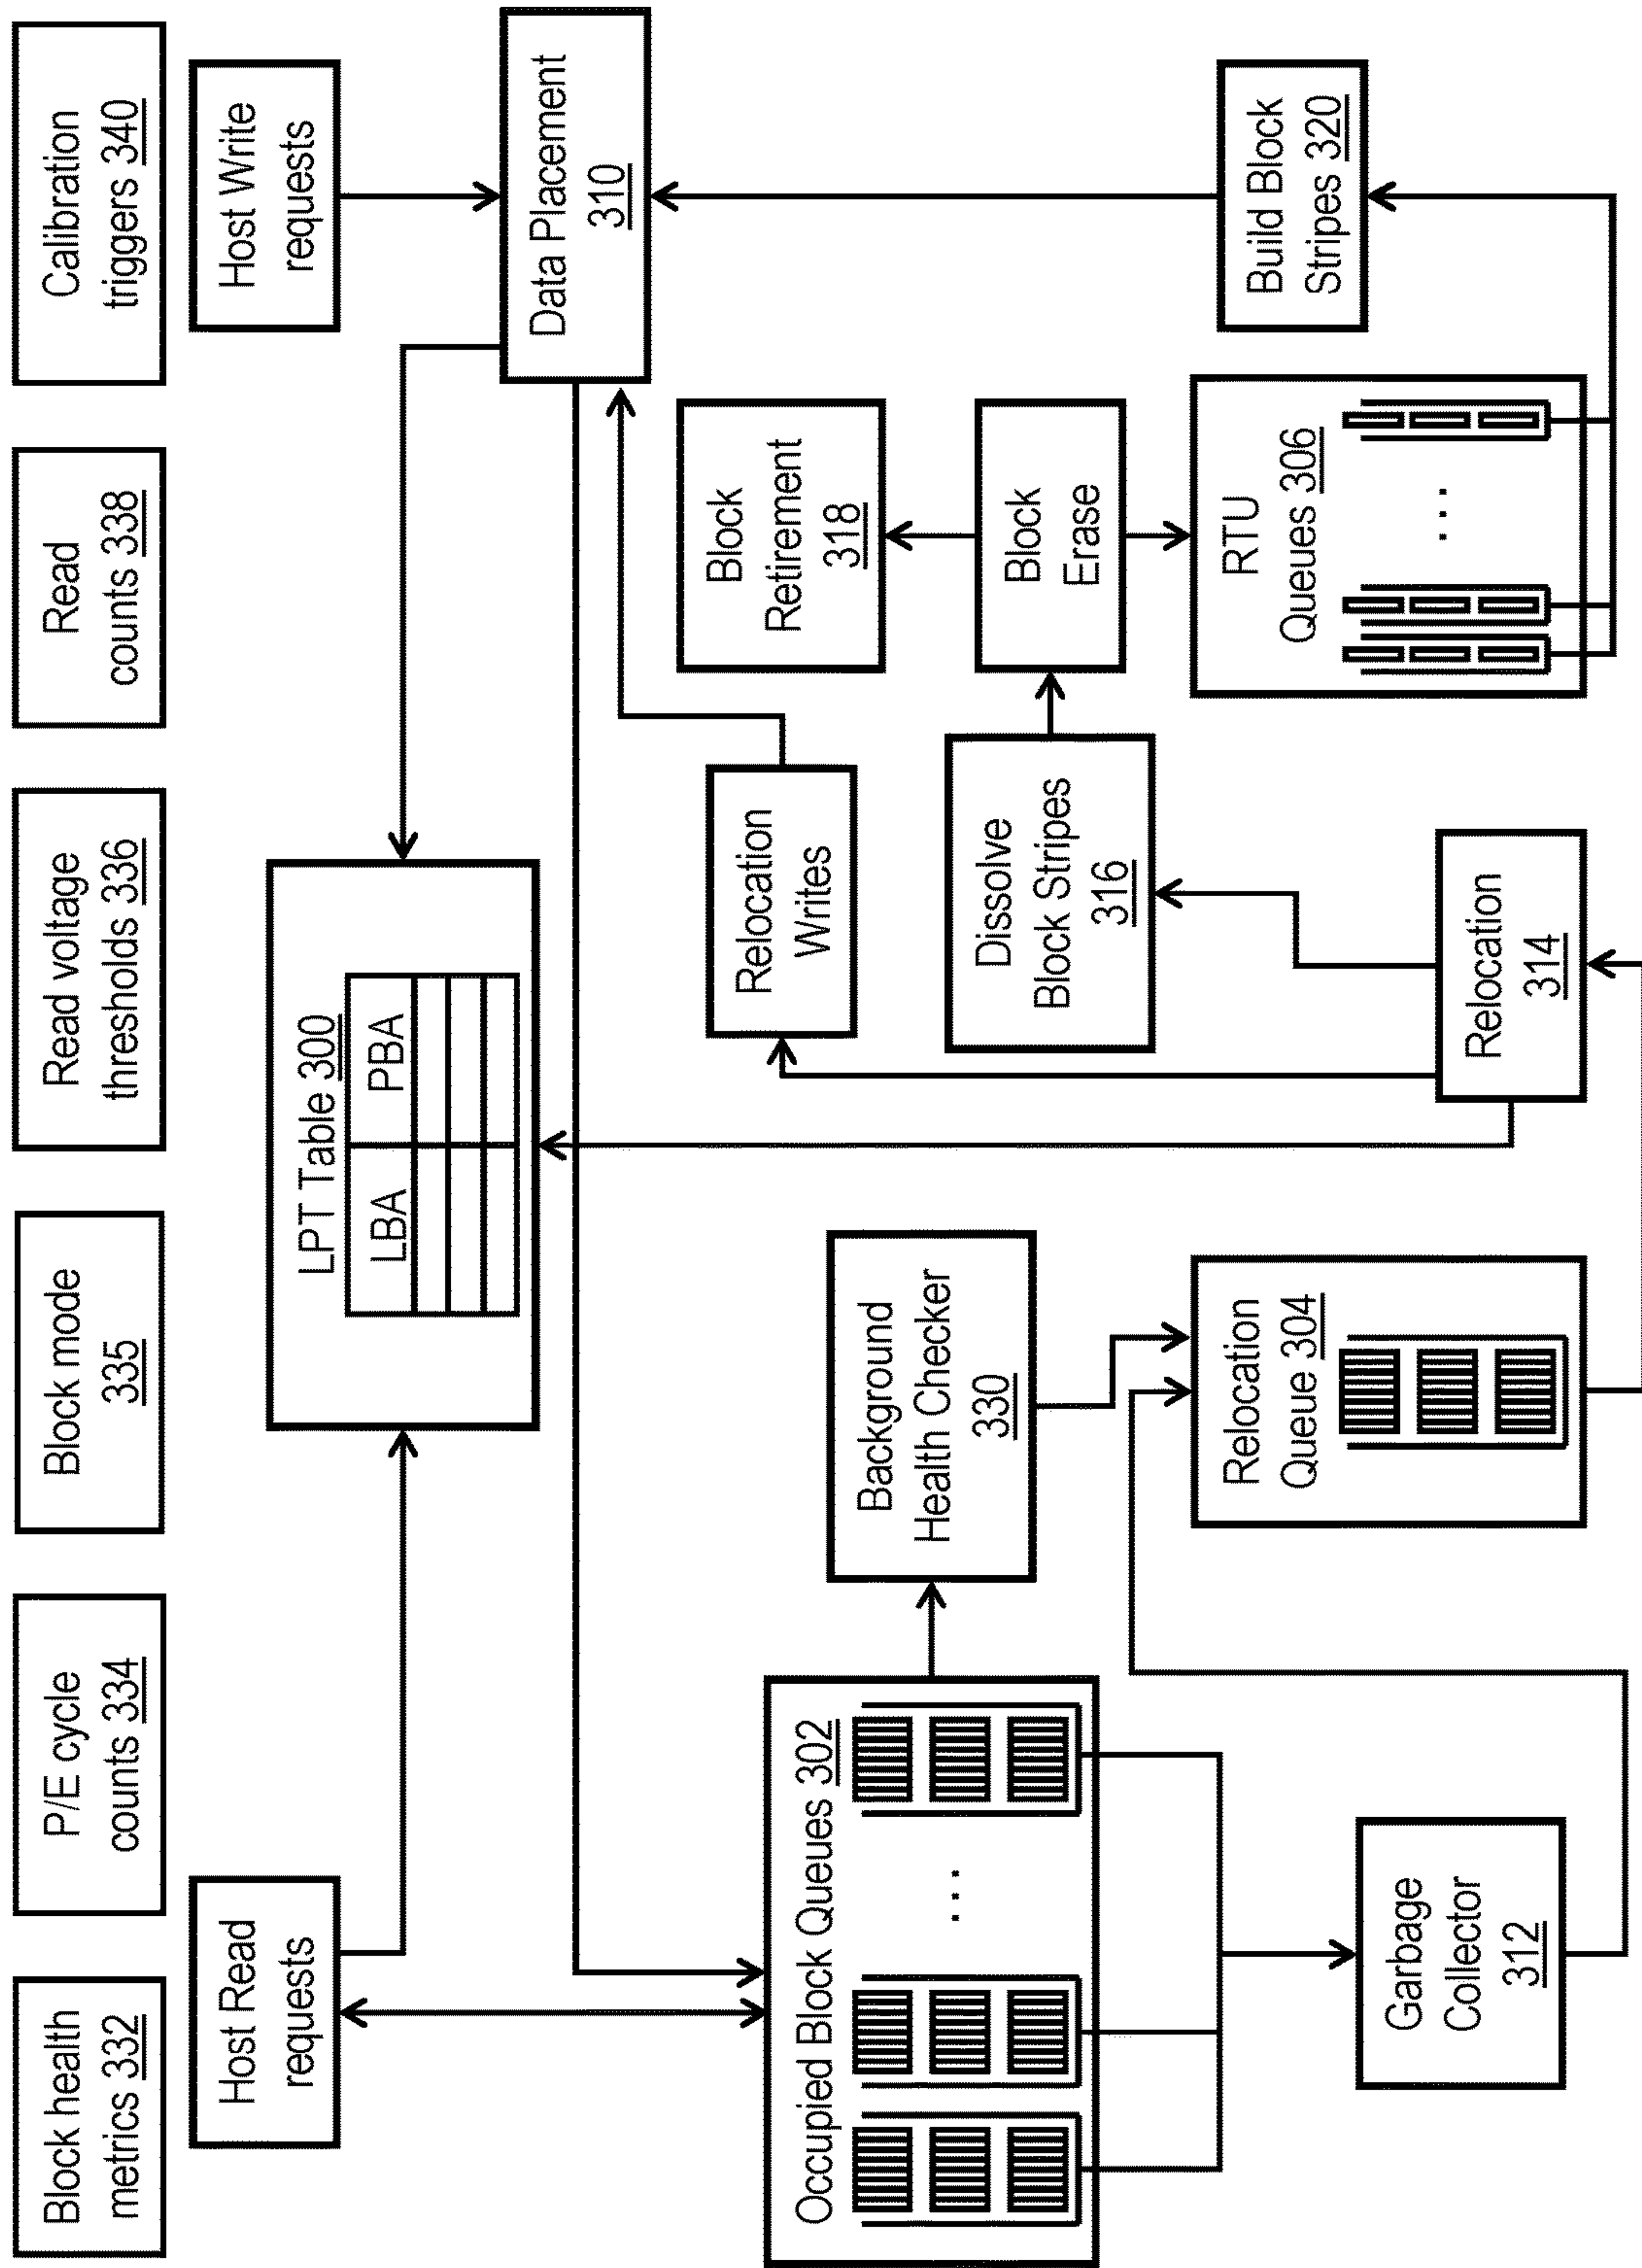 Block health
metrics 332
P/E cycle
counts 334
Block mode
335
Read voltage
thresholds 336
Read
counts 338
Calibration
triggers 340
Host Read
requests
LPT Table 300
LBA PBA
Host Write
requests
Data Placement
310
Occupied Block Queues 302
. . .
Background
Health Checker
330
Relocation
Writes
Block
Retirement
318
Dissolve
Block Stripes
316
Block
Erase
Garbage
Collector
312
Relocation
Queue 304
Relocation
314
RTU
Queues 306
. . .
Build Block
Stripes 320